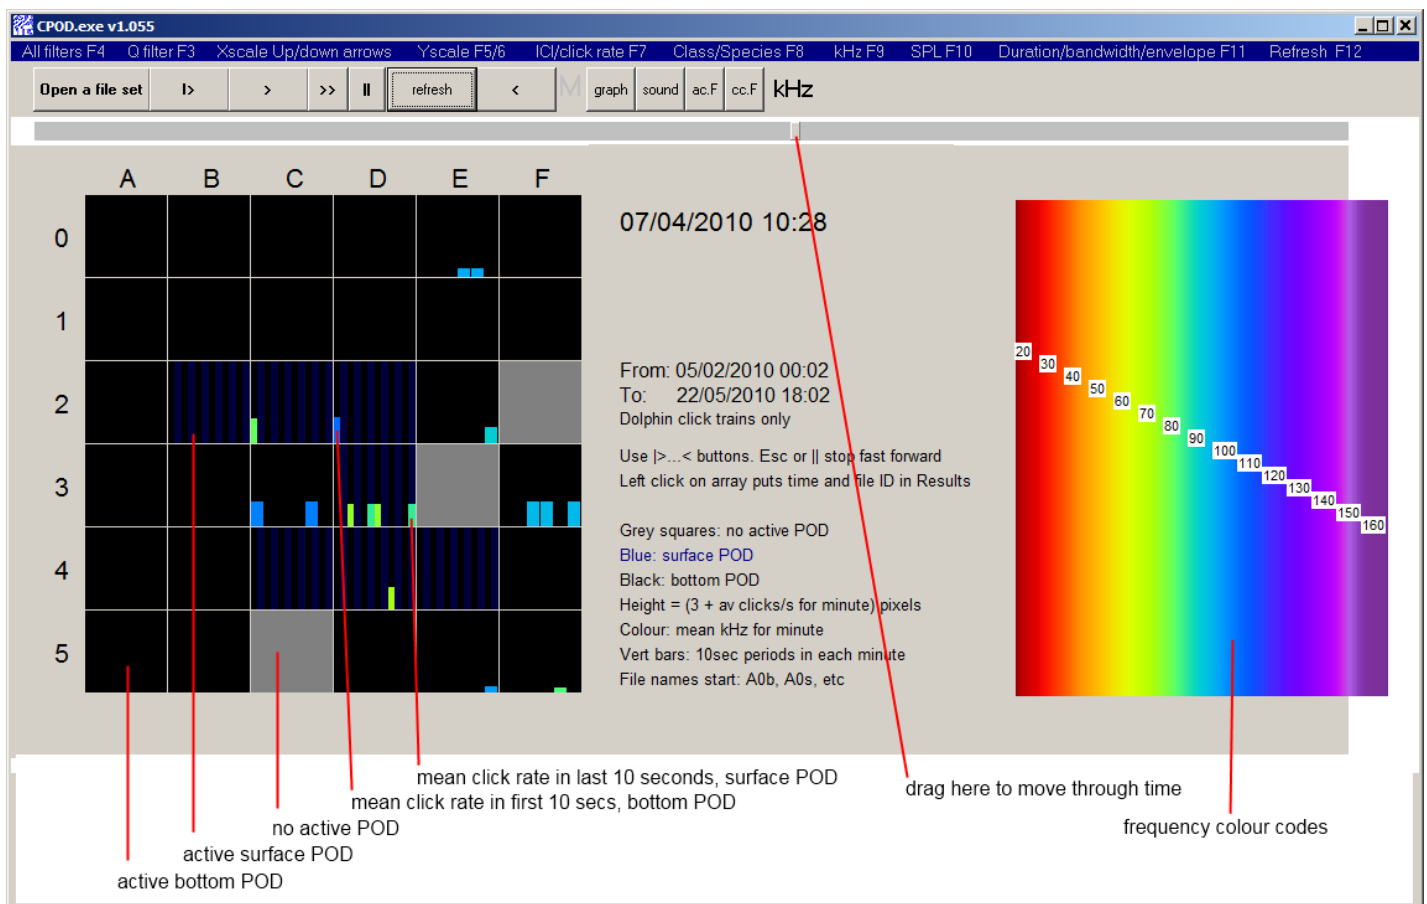 CPOD.exe v1.055
All filters F4 Q filter F3 Xscale Up/down arrows Yscale F5/6 ICI/click rate F7 Class/Species F8 kHz F9 SPL F10 Duration/bandwidth/envelope F11 Refresh F12
Open a file set |> > >> || refresh < M graph sound ac.F cc.F kHz
A B C D E F
0
1
2
3
4
5
07/04/2010 10:28
From: 05/02/2010 00:02
To: 22/05/2010 18:02
Dolphin click trains only
Use |>...< buttons. Esc or || stop fast forward
Left click on array puts time and file ID in Results
Grey squares: no active POD
Blue: surface POD
Black: bottom POD
Height = (3 + av clicks/s for minute) pixels
Colour: mean kHz for minute
Vert bars: 10sec periods in each minute
File names start: A0b, A0s, etc
20
30
40
50
60
70
80
90
100
110
120
130
140
150
160
mean click rate in last 10 seconds, surface POD
mean click rate in first 10 secs, bottom POD
no active POD
active surface POD
active bottom POD
drag here to move through time
frequency colour codes